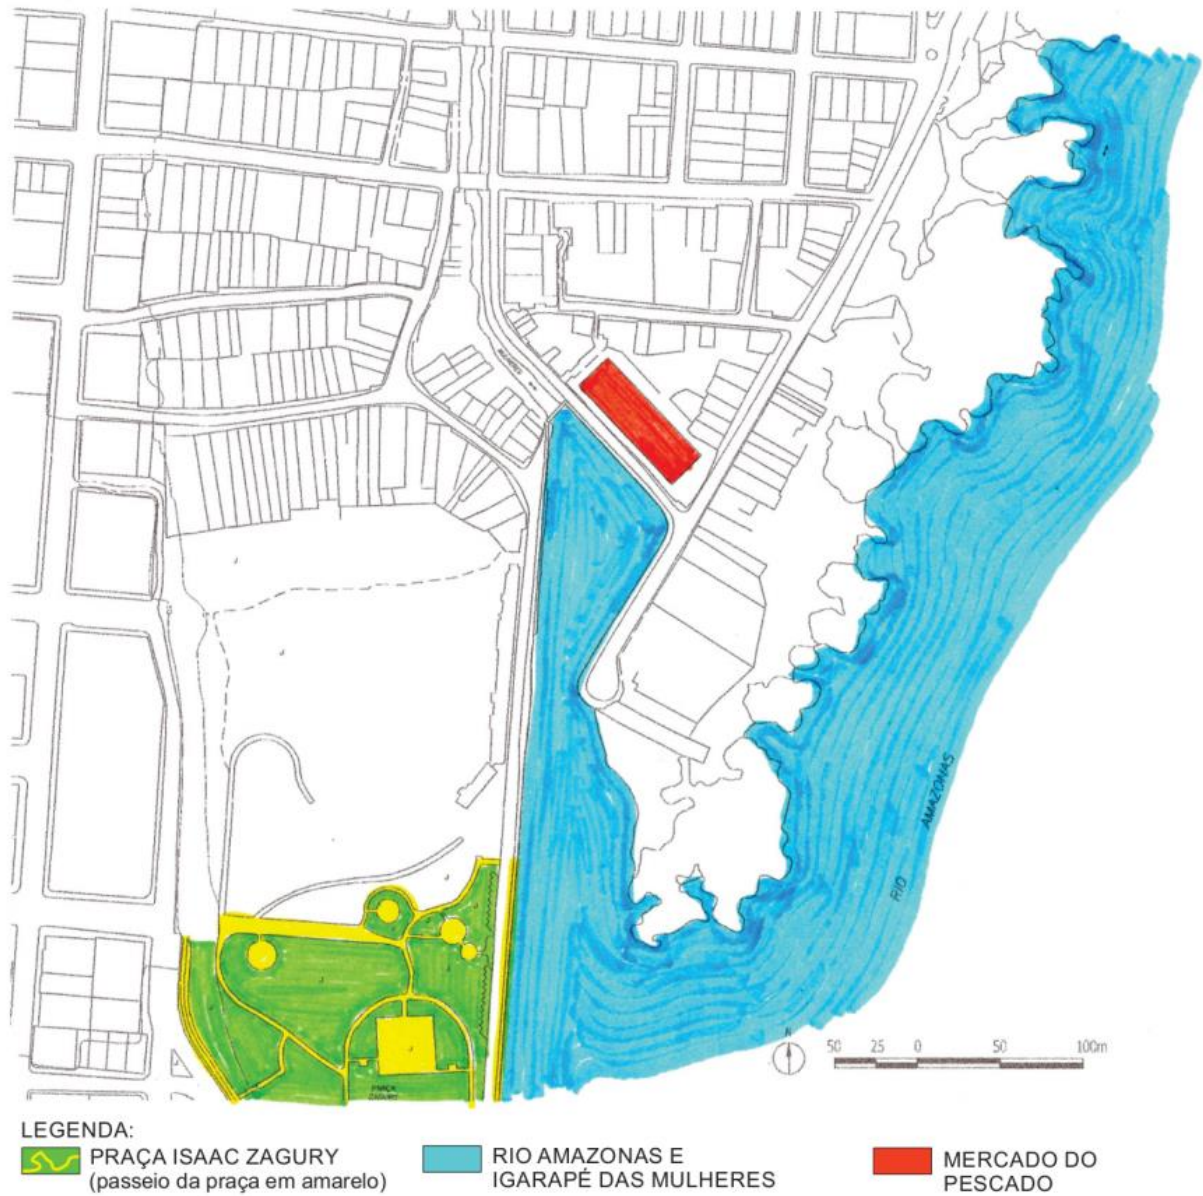 RIO AMAZONAS
N
50 25 0 50 100m
PRAÇA
LEGENDA:
PRAÇA ISAAC ZAGURY
(passeio da praça em amarelo)
RIO AMAZONAS E
IGARAPÉ DAS MULHERES
MERCADO DO
PESCADO